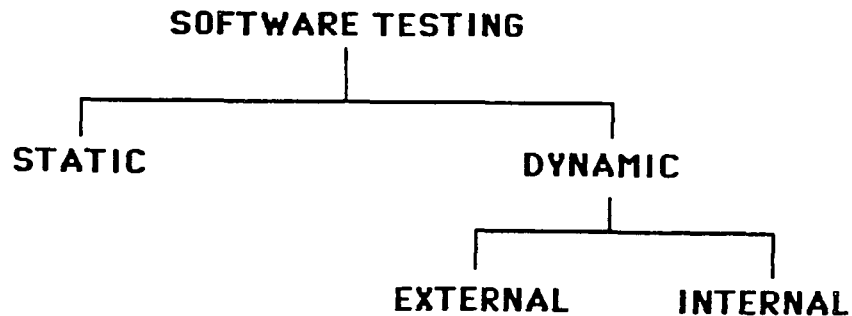 SOFTWARE TESTING
STATIC
DYNAMIC
EXTERNAL
INTERNAL